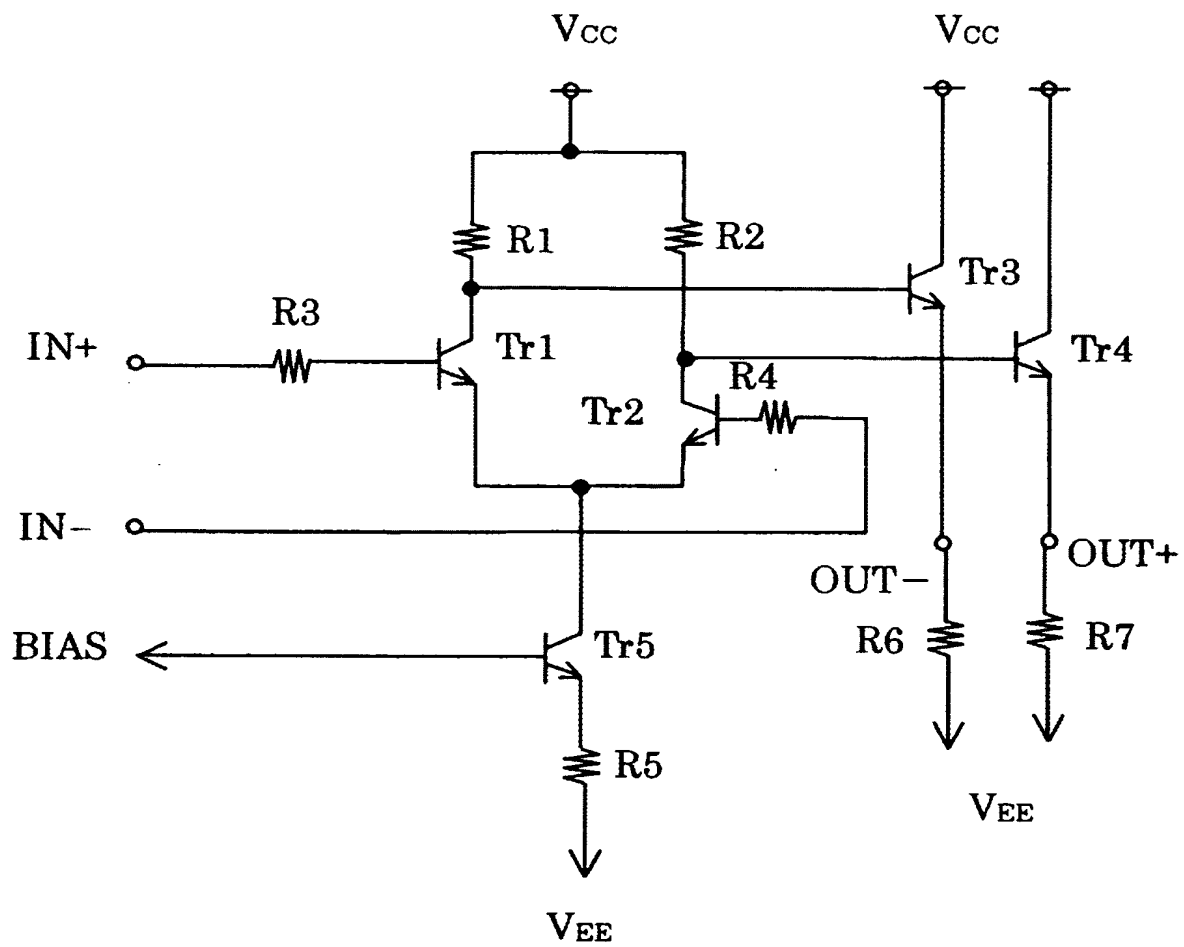 VCC
VCC
R1
R2
Tr3
R3
IN+
Tr1
Tr4
R4
Tr2
IN−
OUT−
OUT+
BIAS
Tr5
R6
R7
R5
VEE
VEE